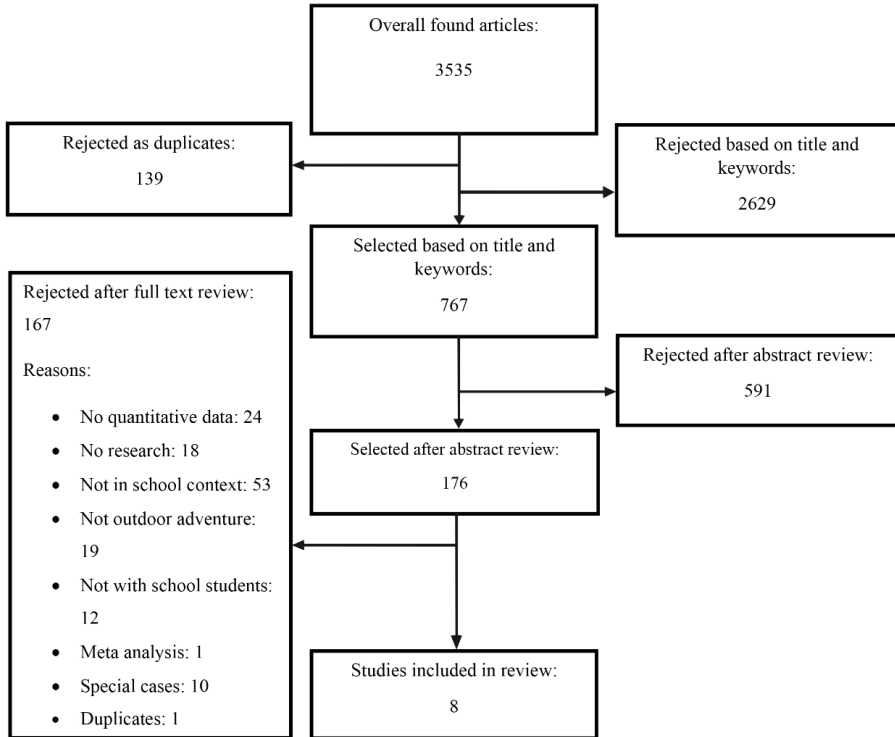 Overall found articles:
3535
Rejected as duplicates:
139
Rejected based on title and
keywords:
2629
Selected based on title and
keywords:
767
Rejected after full text review:
167
Reasons:
• No quantitative data: 24
• No research: 18
• Not in school context: 53
• Not outdoor adventure:
19
• Not with school students:
12
• Meta analysis: 1
• Special cases: 10
• Duplicates: 1
Rejected after abstract review:
591
Selected after abstract review:
176
Studies included in review:
8